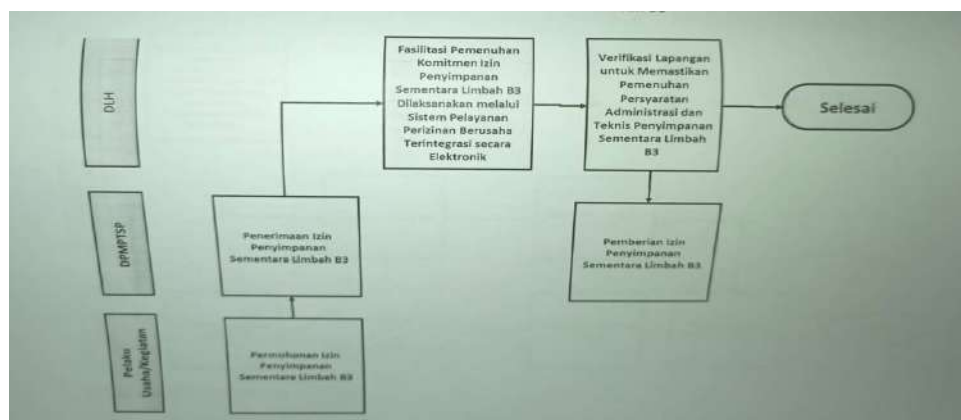 DLH
Fasilitasi Pemenuhan
Komitmen Izin
Penyimpanan
Sementara Limbah B3
Dilaksanakan melalui
Sistem Pelayanan
Perizinan Berusaha
Terintegrasi secara
Elektronik
Verifikasi Lapangan
untuk Memastikan
Pemenuhan
Persyaratan
Administrasi dan
Teknis Penyimpanan
Sementara Limbah
B3
Selesai
DPMPTSP
Penerimaan Izin
Penyimpanan
Sementara Limbah B3
Pemberian Izin
Penyimpanan
Sementara Limbah B3
Pelaku
Usaha/Kegiatan
Permohonan Izin
Penyimpanan
Sementara Limbah B3